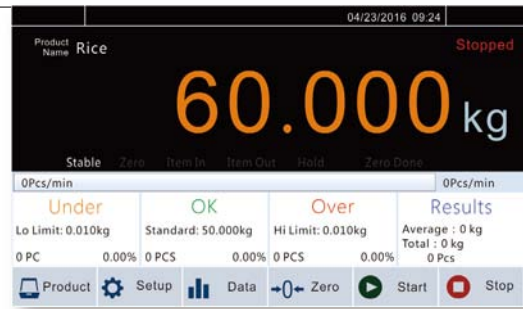 04/23/2016 09:24
Product Name Rice Stopped
60.000 kg
Stable Zero Item In Item Out Hold Zero Done
0Pcs/min 0Pcs/min
Under OK Over Results
Lo Limit: 0.010kg Standard: 50.000kg Hi Limit: 0.010kg Average : 0 kg
Total : 0 kg
0 PC 0.00% 0 PCS 0.00% 0 PCS 0.00% 0 Pcs
Product Setup Data →0← Zero Start Stop